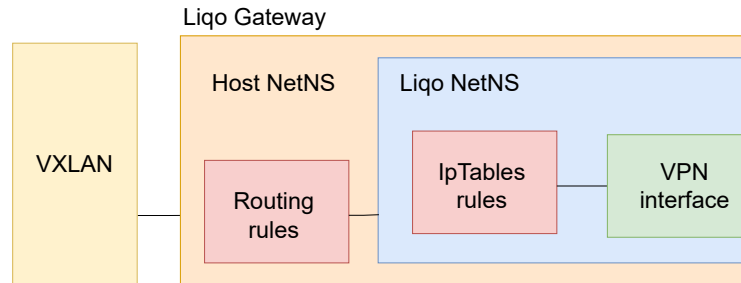 Liqo Gateway
Host NetNS
Liqo NetNS
VXLAN
Routing
rules
IpTables
rules
VPN
interface